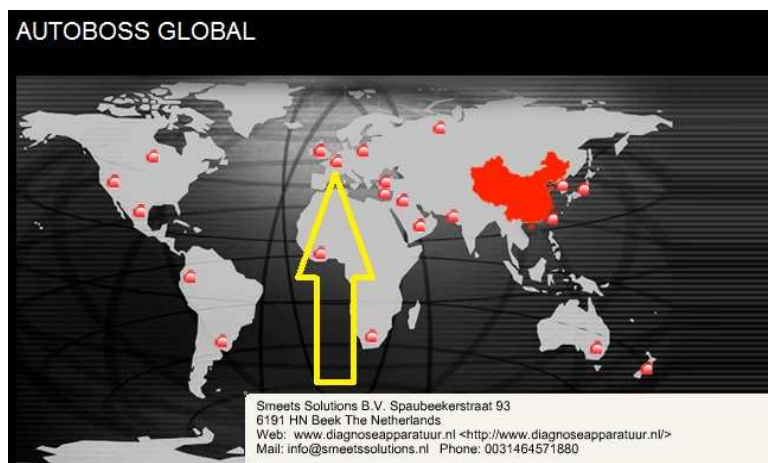 AUTOBOSS GLOBAL
Smeets Solutions B.V. Spaubeekerstraat 93
6191 HN Beek The Netherlands
Web: www.diagnoseapparatuur.nl <http://www.diagnoseapparatuur.nl/>
Mail: info@smeetssolutions.nl Phone: 0031464571880